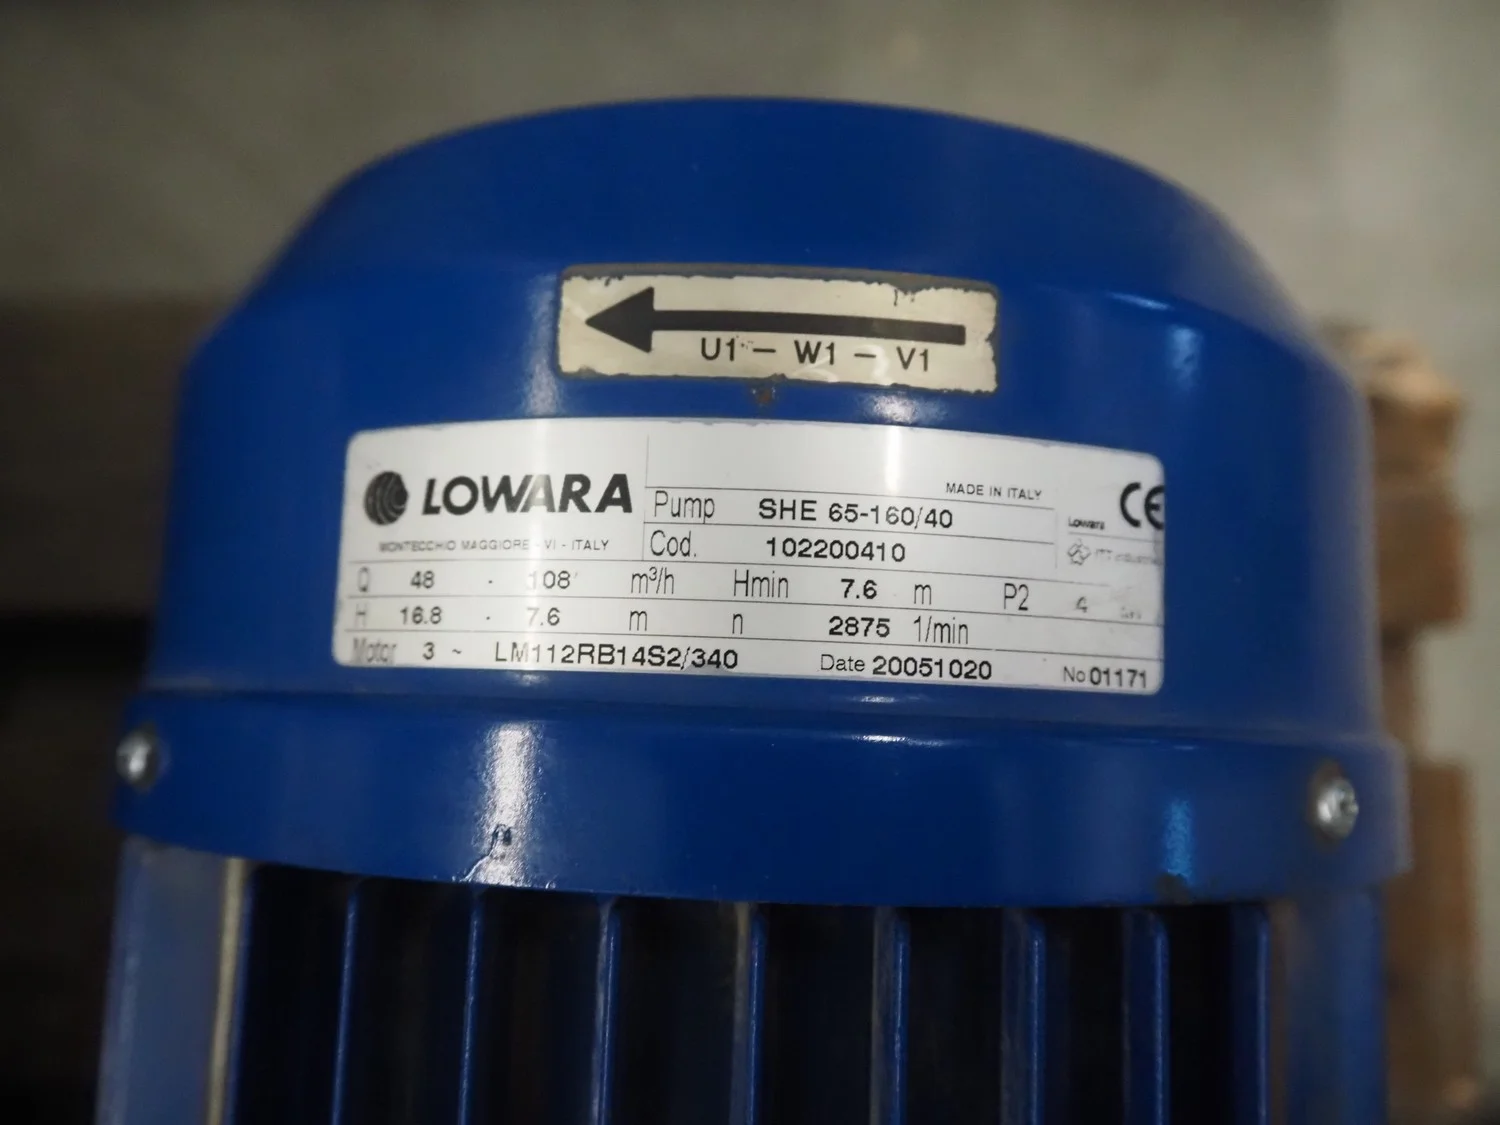 U1 - W1 - V1
LOWARA
MONTECCHIO MAGGIORE - VI - ITALY
MADE IN ITALY
CE
Pump SHE 65-160/40
Lowara
Cod. 102200410
ITT
Q 48 - 108 m³/h Hmin 7.6 m P2 4
H 16.8 - 7.6 m n 2875 1/min
Motor 3 ~ LM112RB14S2/340 Date 20051020 No 01171